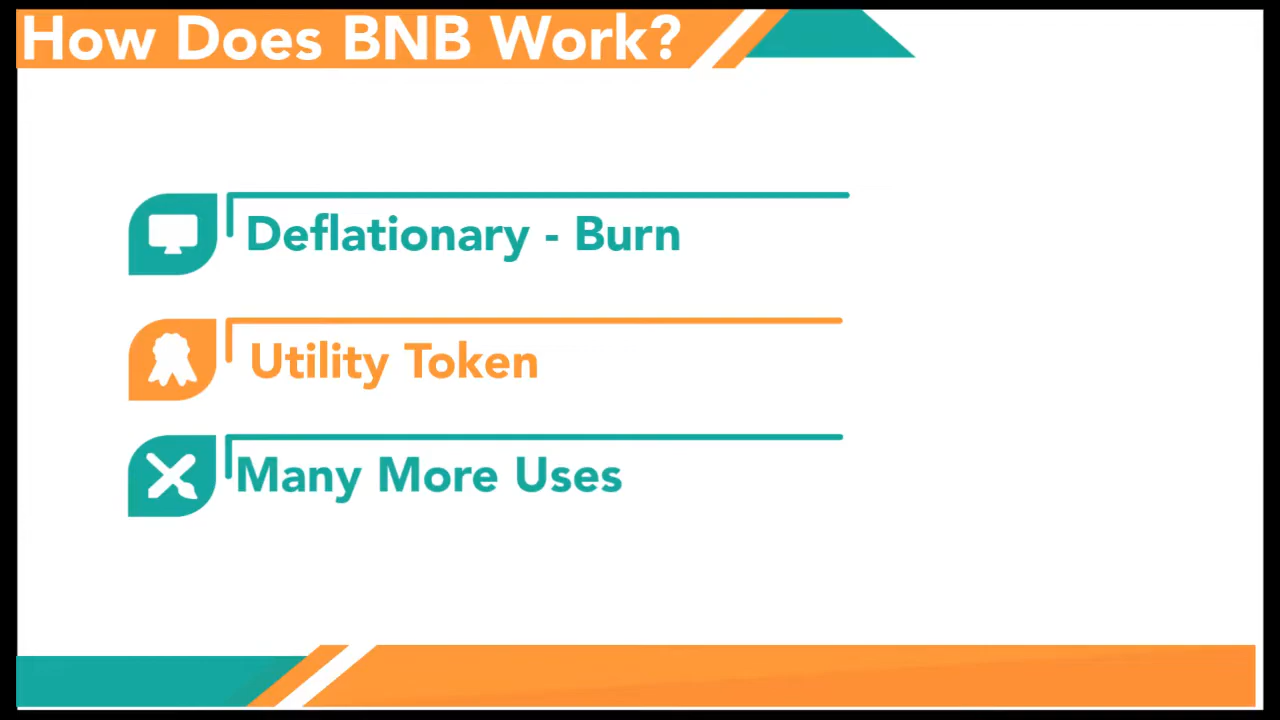 How Does BNB Work?
Deflationary - Burn
Utility Token
Many More Uses